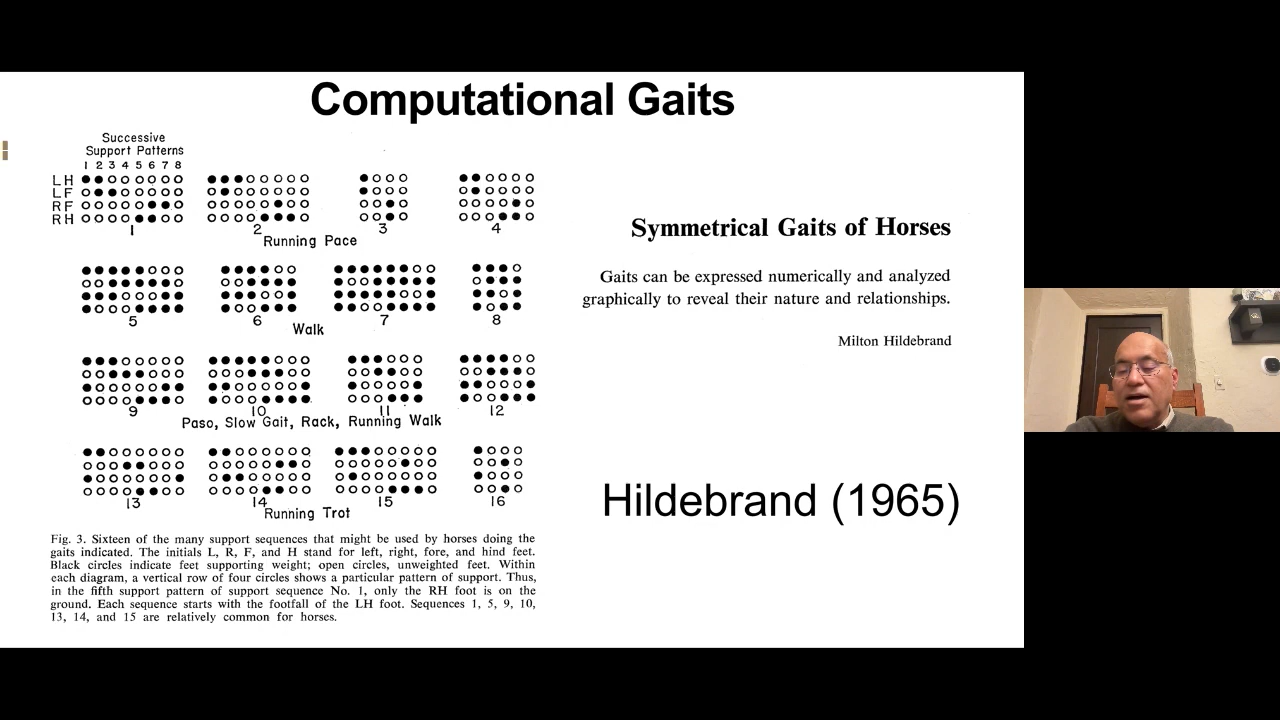 Computational Gaits
Successive
Support Patterns
1 2 3 4 5 6 7 8
LH
LF
RF
RH
1
2
3
4
Running Pace
5
6
7
8
Walk
9
10
11
12
Paso, Slow Gait, Rack, Running Walk
13
14
15
16
Running Trot
Fig. 3. Sixteen of the many support sequences that might be used by horses doing the
gaits indicated. The initials L, R, F, and H stand for left, right, fore, and hind feet.
Black circles indicate feet supporting weight; open circles, unweighted feet. Within
each diagram, a vertical row of four circles shows a particular pattern of support. Thus,
in the fifth support pattern of support sequence No. 1, only the RH foot is on the
ground. Each sequence starts with the footfall of the LH foot. Sequences 1, 5, 9, 10,
13, 14, and 15 are relatively common for horses.
Symmetrical Gaits of Horses
Gaits can be expressed numerically and analyzed
graphically to reveal their nature and relationships.
Milton Hildebrand
Hildebrand (1965)